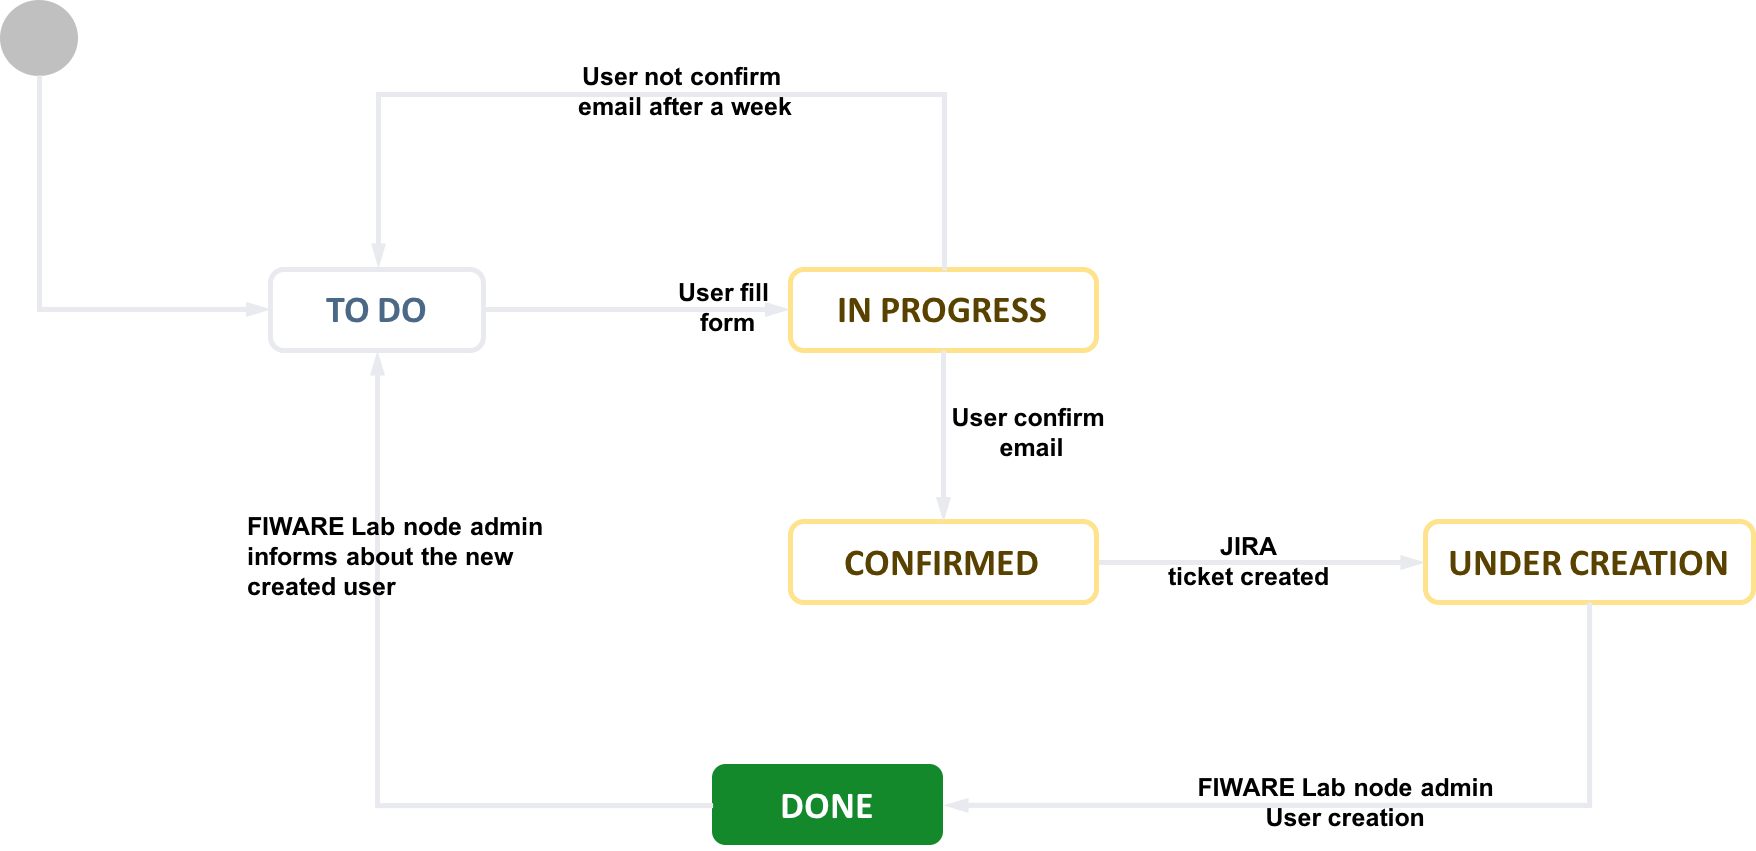 User not confirm
email after a week
TO DO
User fill
form
IN PROGRESS
User confirm
email
FIWARE Lab node admin
informs about the new
created user
CONFIRMED
JIRA
ticket created
UNDER CREATION
DONE
FIWARE Lab node admin
User creation